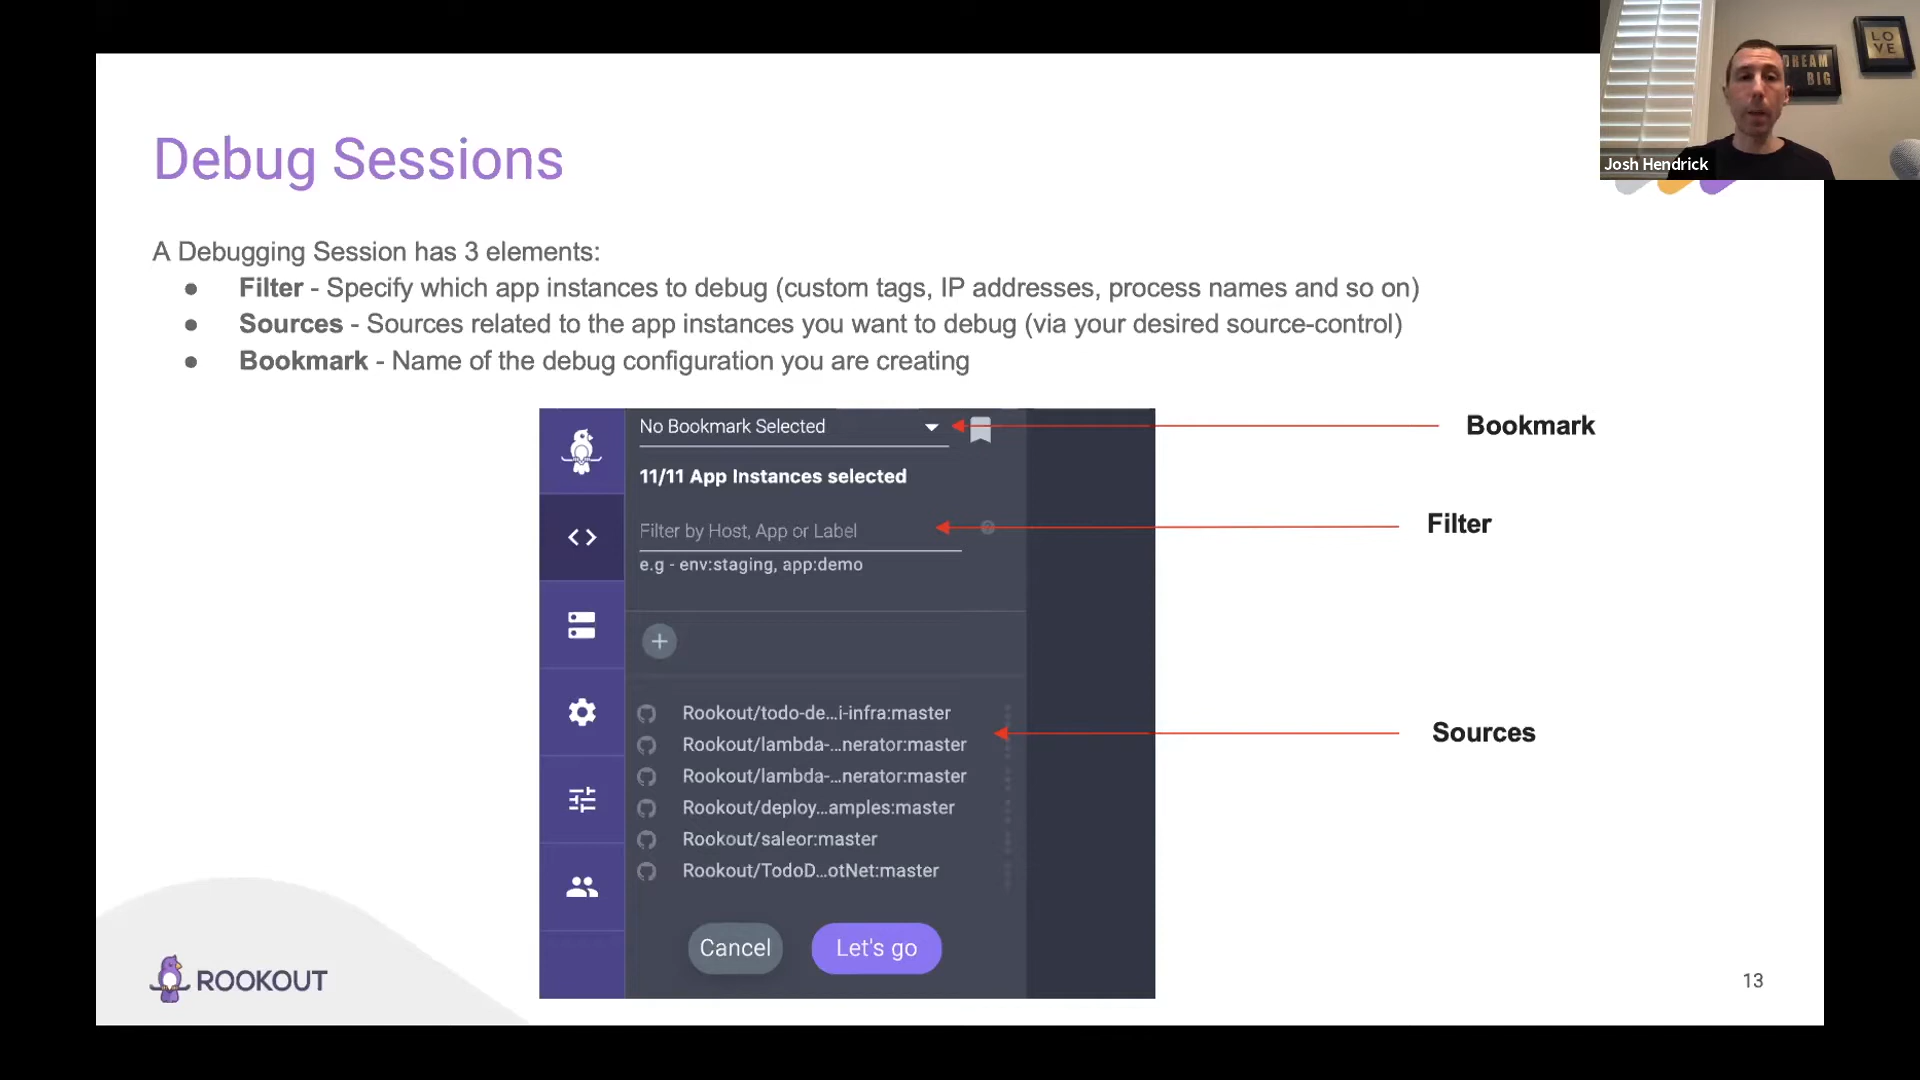 LO
VE
DREAM
BIG
Josh Hendrick
Debug Sessions
A Debugging Session has 3 elements:
● Filter - Specify which app instances to debug (custom tags, IP addresses, process names and so on)
● Sources - Sources related to the app instances you want to debug (via your desired source-control)
● Bookmark - Name of the debug configuration you are creating
No Bookmark Selected
Bookmark
11/11 App Instances selected
Filter by Host, App or Label
?
Filter
e.g - env:staging, app:demo
+
Rookout/todo-de...i-infra:master
Sources
Rookout/lambda-...nerator:master
Rookout/lambda-...nerator:master
Rookout/deploy...amples:master
Rookout/saleor:master
Rookout/TodoD...otNet:master
Cancel
Let's go
ROOKOUT
13